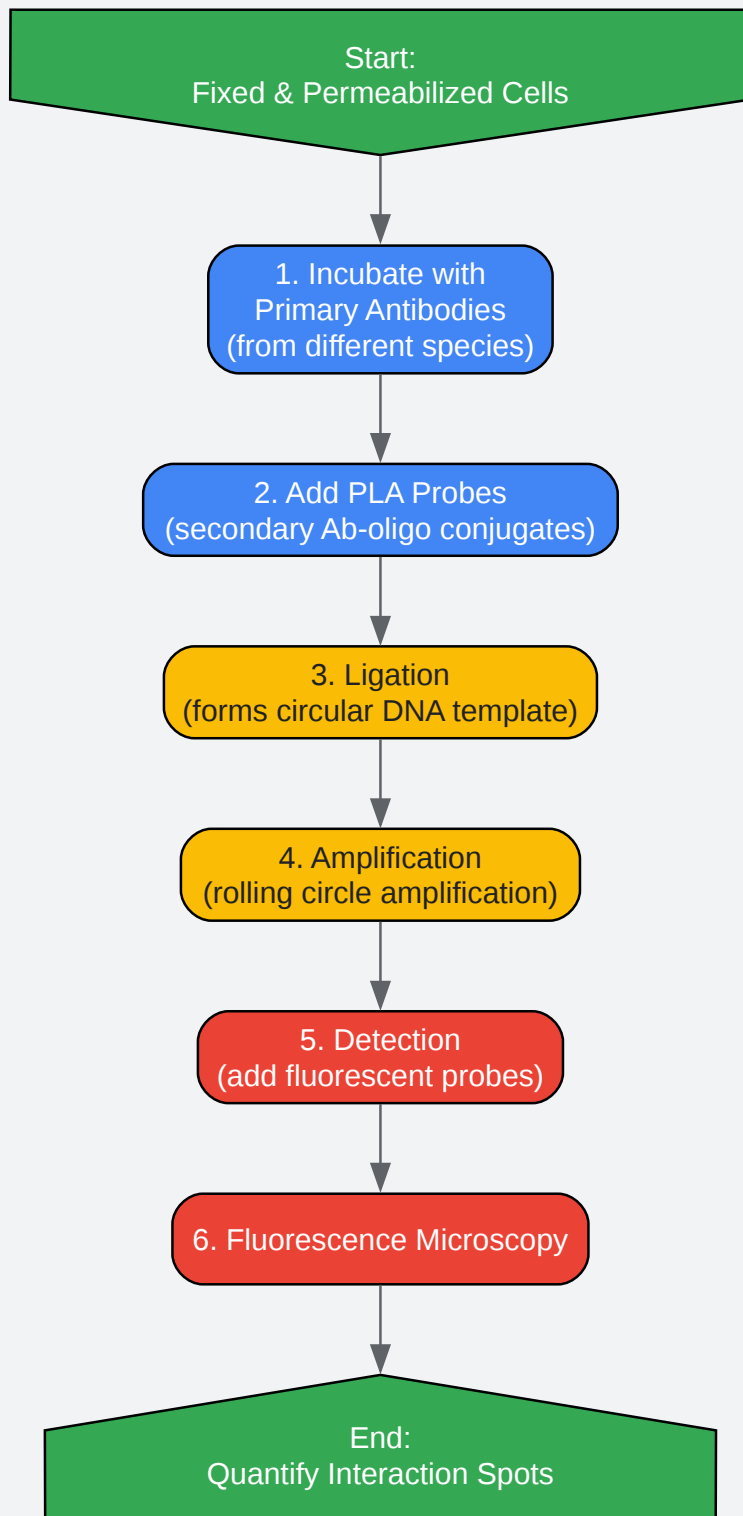 Start:
Fixed & Permeabilized Cells
1. Incubate with
Primary Antibodies
(from different species)
2. Add PLA Probes
(secondary Ab-oligo conjugates)
3. Ligation
(forms circular DNA template)
4. Amplification
(rolling circle amplification)
5. Detection
(add fluorescent probes)
6. Fluorescence Microscopy
End:
Quantify Interaction Spots